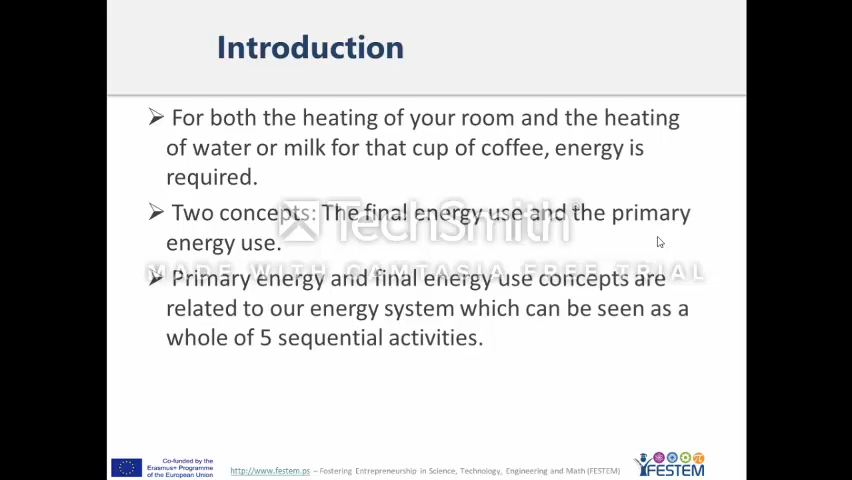 Introduction
➢ For both the heating of your room and the heating
of water or milk for that cup of coffee, energy is
required.
➢ Two concepts: The final energy use and the primary
energy use.
➢ Primary energy and final energy use concepts are
related to our energy system which can be seen as a
whole of 5 sequential activities.
TechSmith®
MADE WITH CAMTASIA FREE TRIAL
Co-funded by the
Erasmus+ Programme
of the European Union
http://www.festem.ps – Fostering Entrepreneurship in Science, Technology, Engineering and Math (FESTEM)
FESTEM